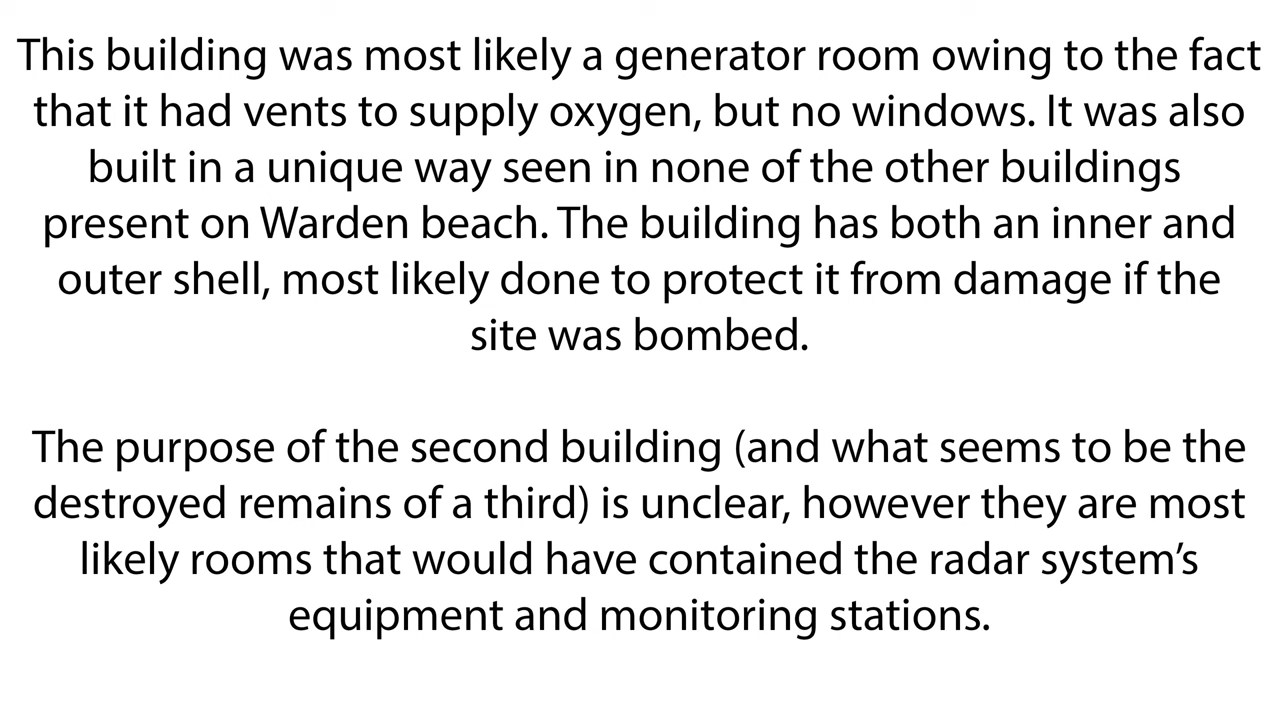 This building was most likely a generator room owing to the fact
that it had vents to supply oxygen, but no windows. It was also
built in a unique way seen in none of the other buildings
present on Warden beach. The building has both an inner and
outer shell, most likely done to protect it from damage if the
site was bombed.
The purpose of the second building (and what seems to be the
destroyed remains of a third) is unclear, however they are most
likely rooms that would have contained the radar system’s
equipment and monitoring stations.